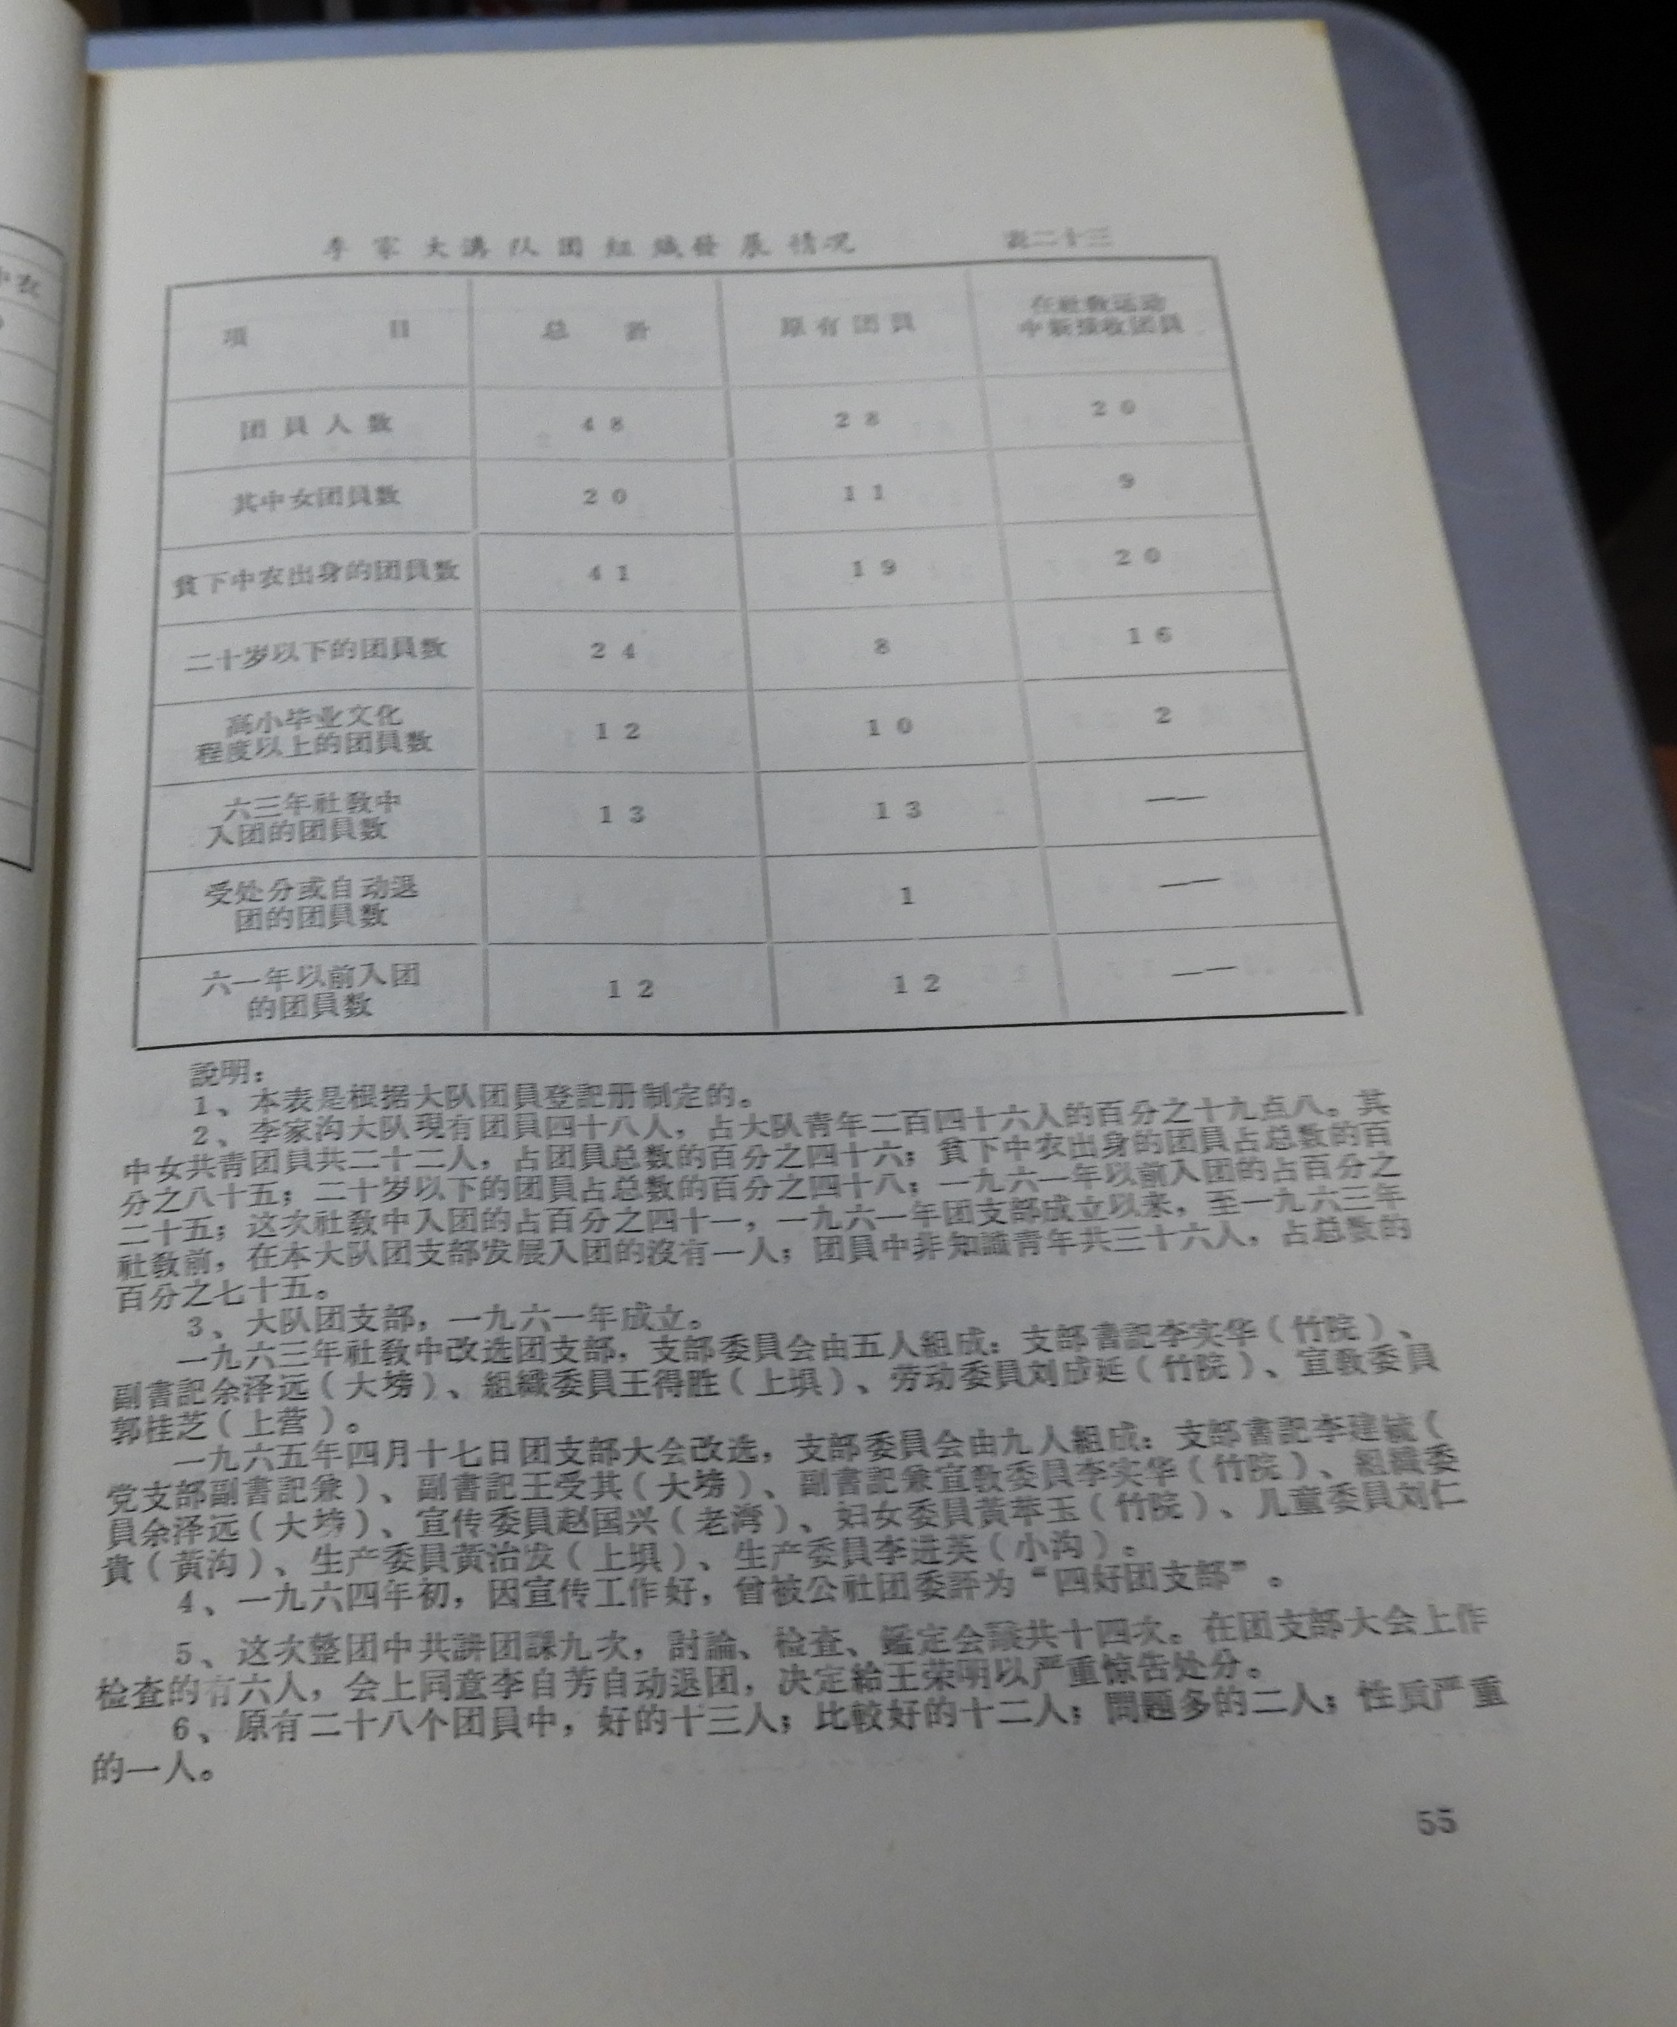 中农
李家大溝队团組織發展情况 表二十三
項 目 总 計 原有团員 在社教运动
中新接收团員
团員人数 48 28 20
其中女团員数 20 11 9
貧下中农出身的团員数 41 19 20
二十岁以下的团員数 24 8 16
高小毕业文化
程度以上的团員数 12 10 2
六三年社教中
入团的团員数 13 13 ——
受处分或自动退
团的团員数 1 ——
六一年以前入团
的团員数 12 12 ——
說明：
1、本表是根据大队团員登記册制定的。
2、李家沟大队現有团員四十八人，占大队青年二百四十六人的百分之十九点八。其
中女共青团員共二十二人，占团員总数的百分之四十六；貧下中农出身的团員占总数的百
分之八十五；二十岁以下的团員占总数的百分之四十八；一九六一年以前入团的占百分之
二十五；这次社教中入团的占百分之四十一，一九六一年团支部成立以来，至一九六三年
社教前，在本大队团支部发展入团的沒有一人；团員中非知識青年共三十六人，占总数的
百分之七十五。
3、大队团支部，一九六一年成立。
一九六三年社教中改选团支部，支部委員会由五人組成：支部書記李实华（竹院）、
副書記余泽远（大塝）、組織委員王得胜（上垻）、劳动委員刘成延（竹院）、宣教委員
郭桂芝（上营）。
一九六五年四月十七日团支部大会改选，支部委員会由九人組成：支部書記李建毓（
党支部副書記兼）、副書記王受其（大塝）、副書記兼宣教委員李实华（竹院）、組織委
員余泽远（大塝）、宣传委員赵国兴（老湾）、妇女委員黃苹玉（竹院）、儿童委員刘仁
貴（黃沟）、生产委員黃治发（上垻）、生产委員李进英（小沟）。
4、一九六四年初，因宣传工作好，曾被公社团委評为“四好团支部”。
5、这次整团中共讲团課九次，討論、检查、鑑定会議共十四次。在团支部大会上作
检查的有六人，会上同意李自芳自动退团，决定給王荣明以严重惊告处分。
6、原有二十八个团員中，好的十三人；比較好的十二人；問題多的二人；性质严重
的一人。
55